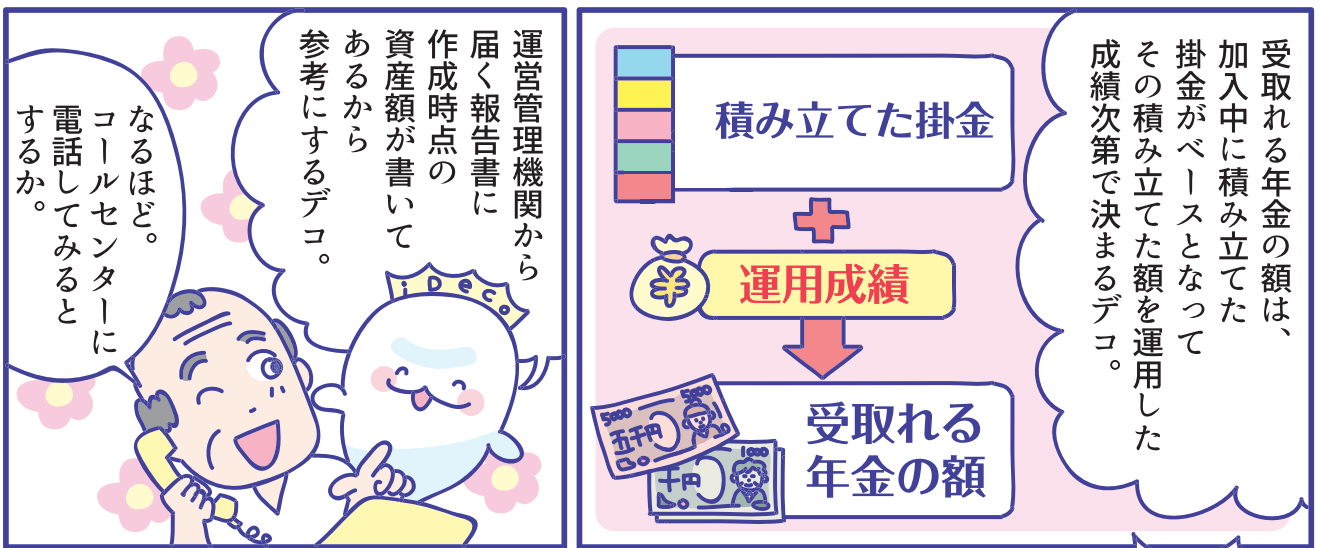 受取れる年金の額は、
加入中に積み立てた
掛金がベースとなって
その積み立てた額を運用した
成績次第で決まるデコ。
積み立てた掛金
¥
運用成績
5000
5000
五千円
1000
千円
受取れる
年金の額
運営管理機関から
届く報告書に
作成時点の
資産額が書いて
あるから
参考にするデコ。
iDeCo
なるほど。
コールセンターに
電話してみると
するか。